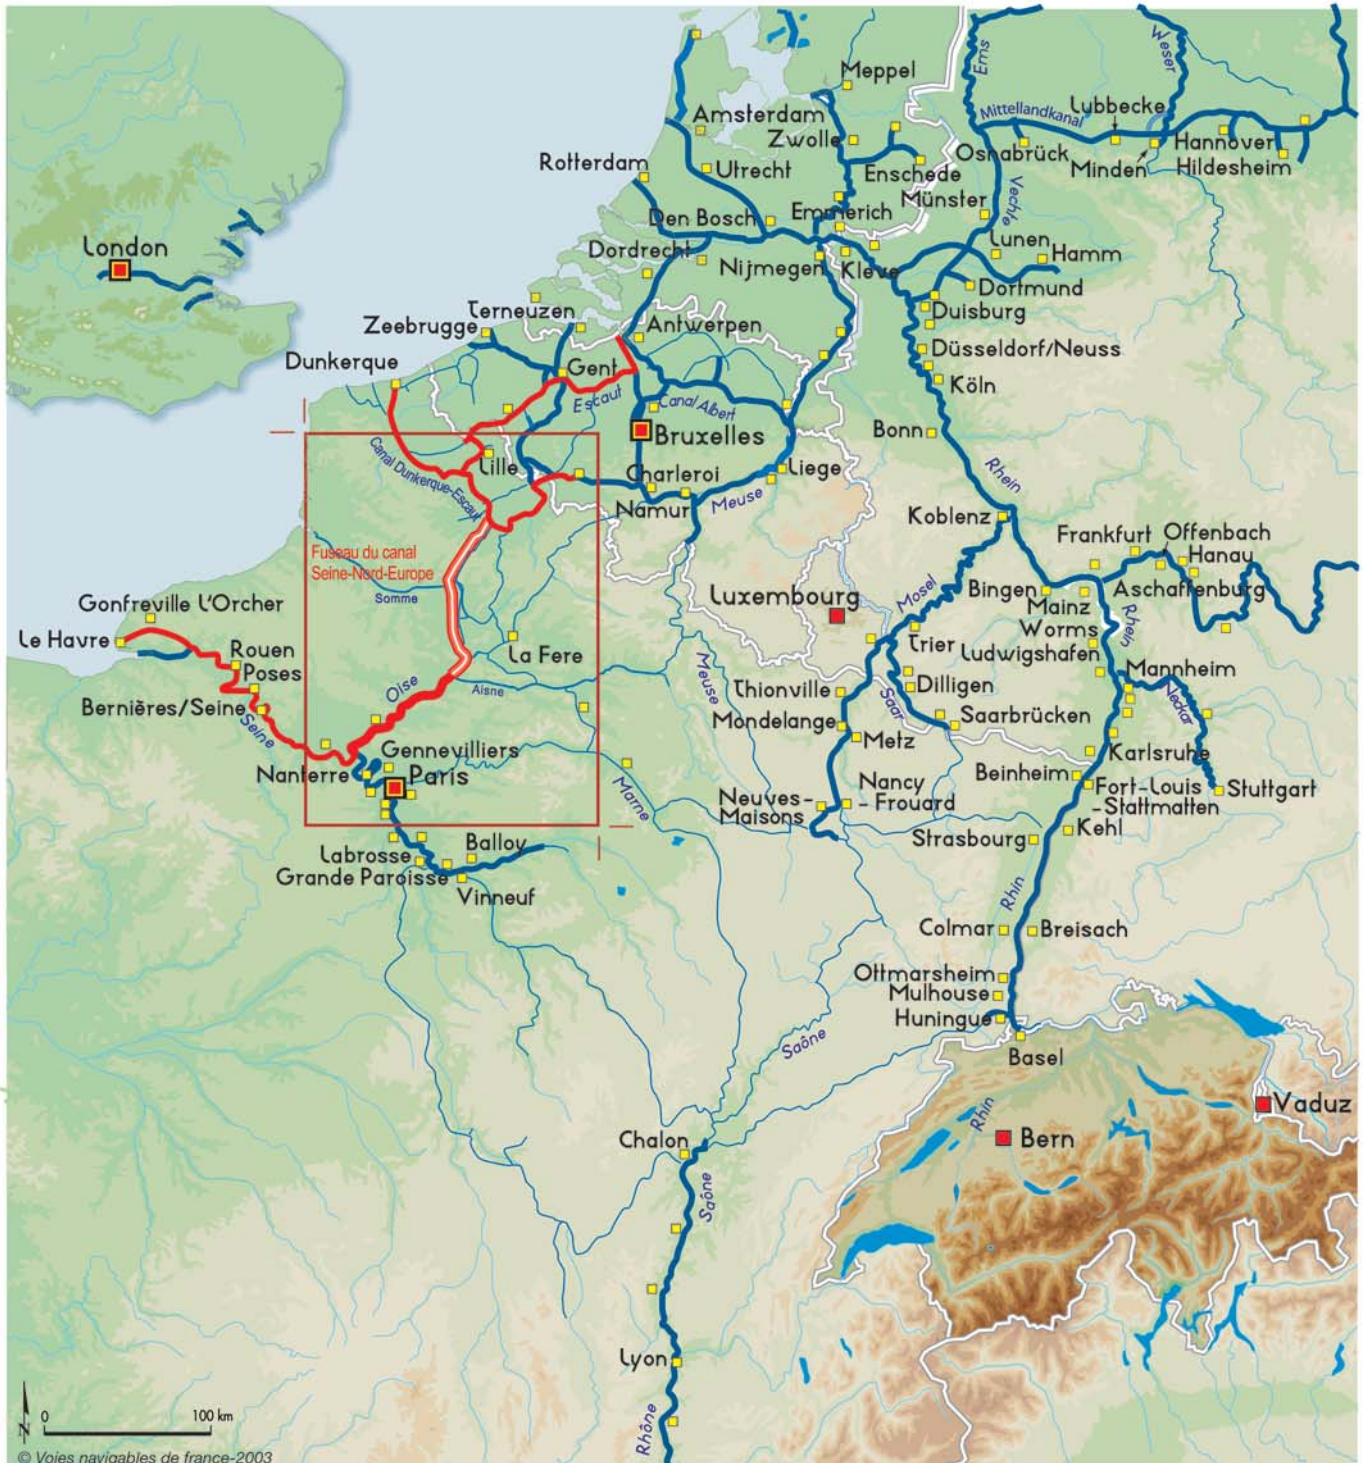 Meppel
Ems
Weser
Amsterdam
Mittellandkanal
Lubbecke
Zwolle
Rotterdam
Utrecht
Enschede
Osnabrück
Minden
Hannover
Hildesheim
Münster
Vechte
Den Bosch
Emmerich
London
Dordrecht
Nijmegen
Kleve
Lunen
Hamm
Dortmund
Terneuzen
Zeebrugge
Antwerpen
Duisburg
Dunkerque
Gent
Düsseldorf/Neuss
Köln
Escaut
Canal Albert
Bruxelles
Bonn
Canal Dunkerque-Escaut
Lille
Charleroi
Liege
Rhein
Namur
Meuse
Koblenz
Frankfurt
Offenbach
Hanau
Fuseau du canal
Seine-Nord-Europe
Somme
Gonfreville L'Orcher
Luxembourg
Mosel
Bingen
Aschaffenburg
Mainz
Rhein
Le Havre
Rouen
Poses
La Fere
Trier
Worms
Ludwigshafen
Mannheim
Oise
Aisne
Meuse
Thionville
Dilligen
Saar
Neckar
Bernières/Seine
Seine
Mondelange
Saarbrücken
Metz
Karlsruhe
Gennevilliers
Nanterre
Paris
Marne
Nancy
- Frouard
Beinheim
Fort-Louis
-Stattmatten
Stuttgart
Neuves-
Maisons
Strasbourg
Kehl
Labrosse
Balloy
Grande Paroisse
Vinneuf
Rhin
Colmar
Breisach
Ottmarsheim
Mulhouse
Huningue
Saône
Basel
Rhin
Vaduz
Chalon
Bern
Saône
Lyon
Rhône
N
0
100 km
© Voies navigables de france-2003